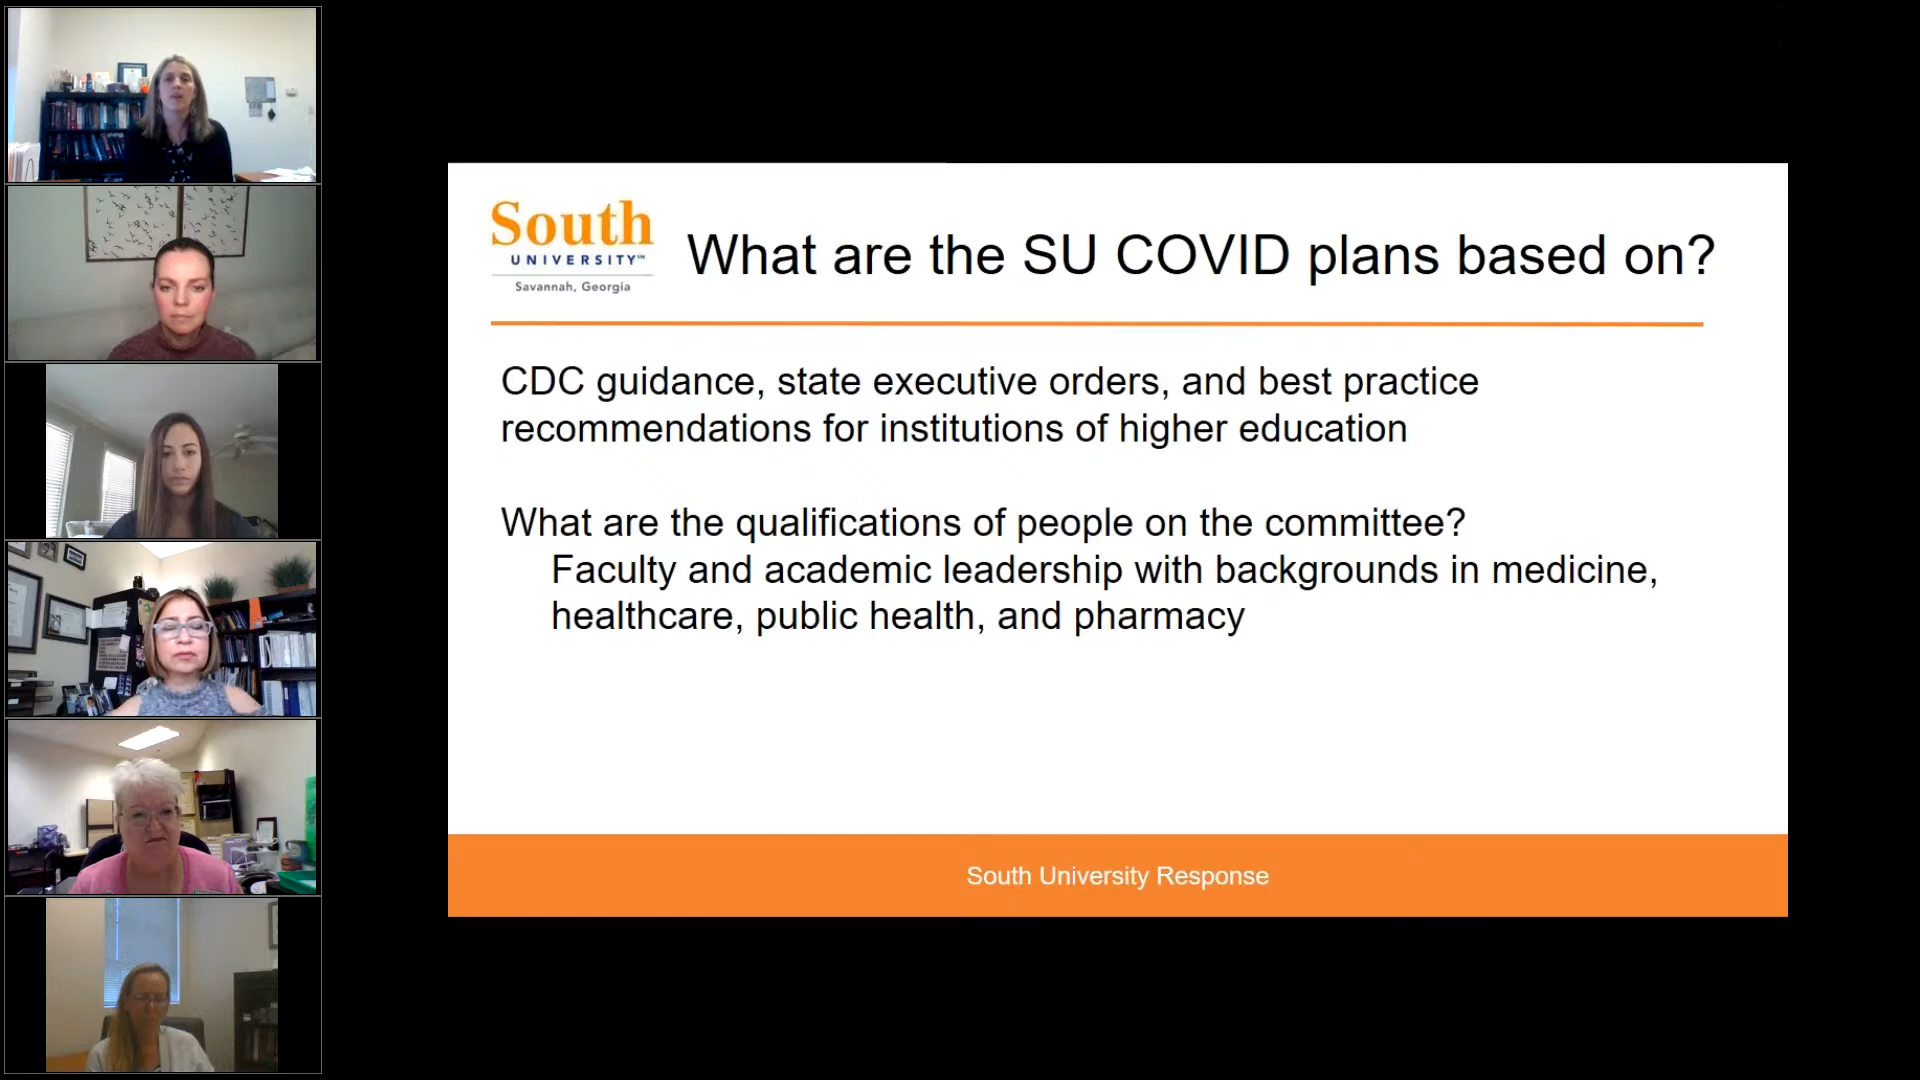 South
UNIVERSITY℠
Savannah, Georgia
What are the SU COVID plans based on?
CDC guidance, state executive orders, and best practice
recommendations for institutions of higher education
What are the qualifications of people on the committee?
Faculty and academic leadership with backgrounds in medicine,
healthcare, public health, and pharmacy
South University Response